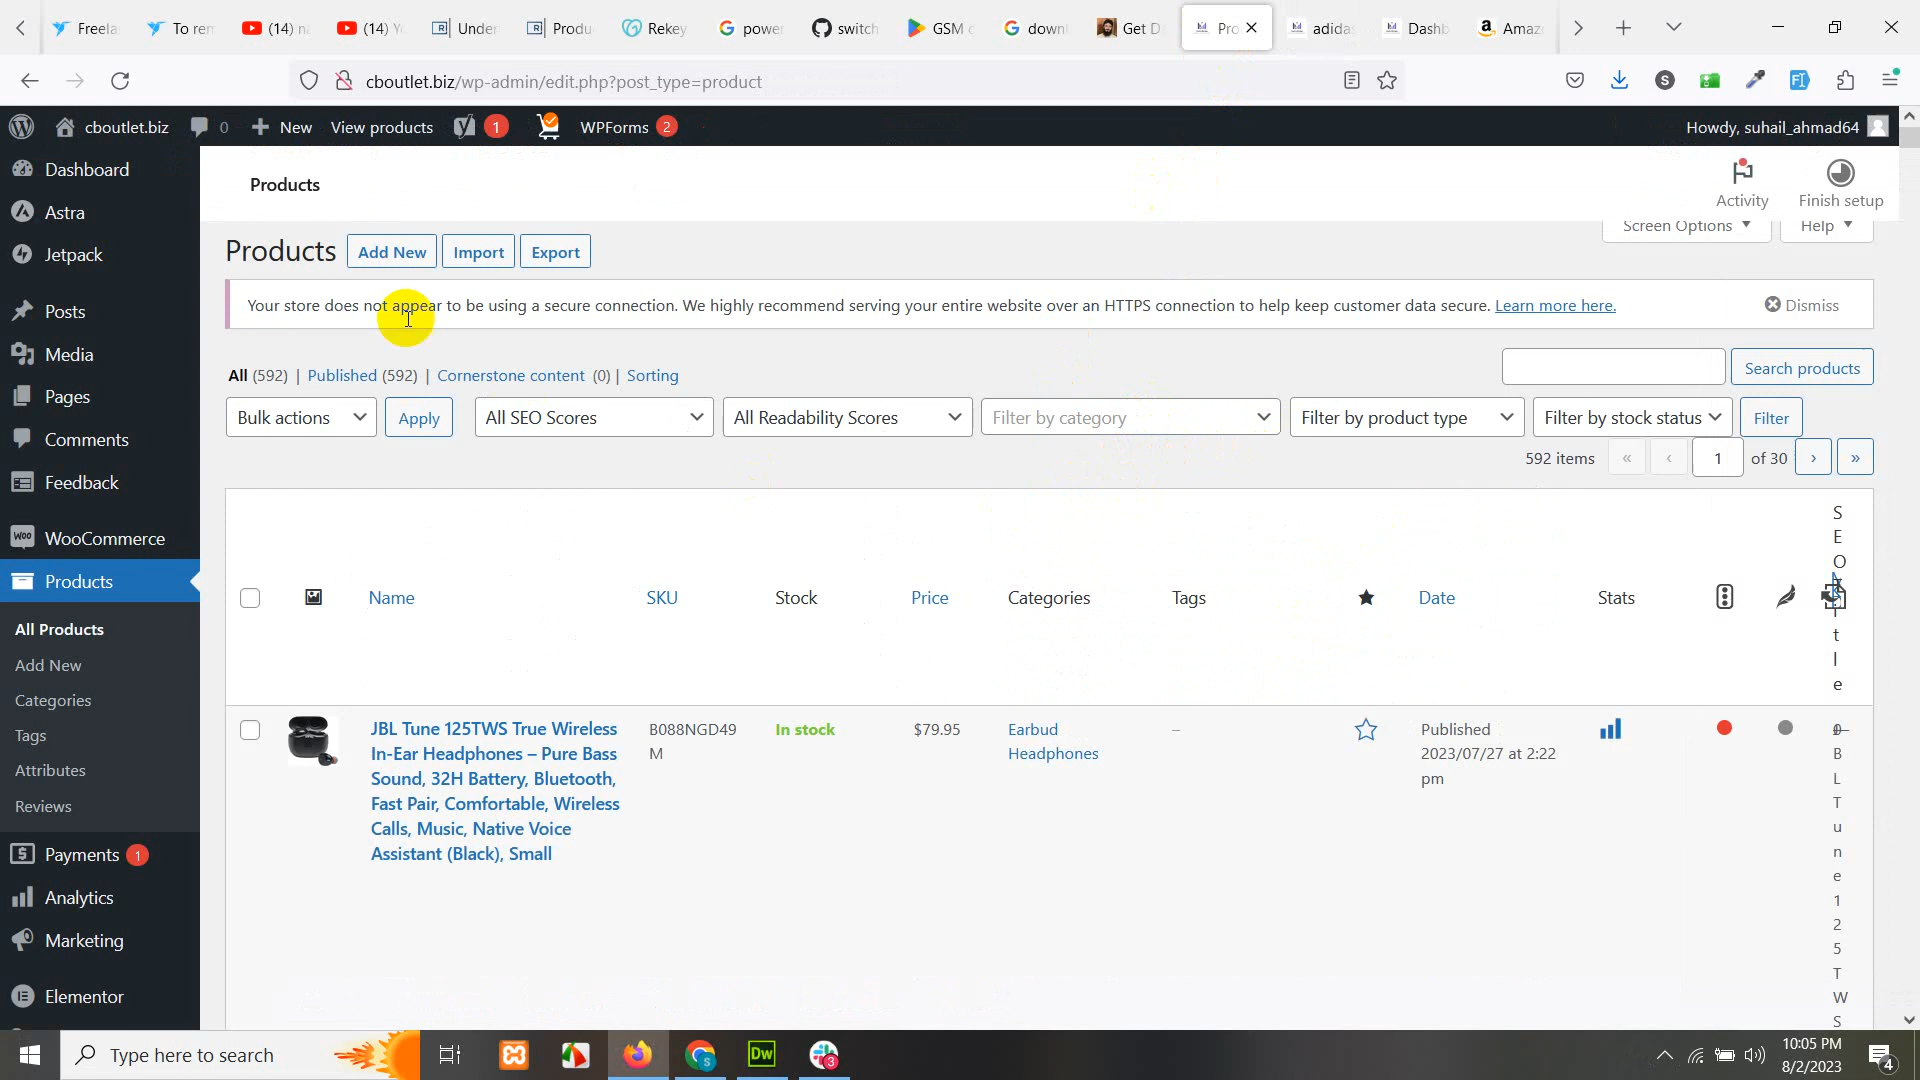 Freela
To rem
(14) n
(14) Y
Under
Produ
Rekey
powe
switch
GSM
down
Get D
Pro
adidas
Dashb
Amaz
cboutlet.biz/wp-admin/edit.php?post_type=product
cboutlet.biz
0
New
View products
1
WPForms
2
Howdy, suhail_ahmad64
Dashboard
Astra
Jetpack
Posts
Media
Pages
Comments
Feedback
WooCommerce
Products
All Products
Add New
Categories
Tags
Attributes
Reviews
Payments 1
Analytics
Marketing
Elementor
Products
Activity
Finish setup
Screen Options
Help
Products
Add New
Import
Export
Your store does not appear to be using a secure connection. We highly recommend serving your entire website over an HTTPS connection to help keep customer data secure. Learn more here.
Dismiss
All (592) | Published (592) | Cornerstone content (0) | Sorting
Search products
Bulk actions
Apply
All SEO Scores
All Readability Scores
Filter by category
Filter by product type
Filter by stock status
Filter
592 items
«
‹
1
of 30
›
»
Name
SKU
Stock
Price
Categories
Tags
Date
Stats
S
E
O
t
l
e
JBL Tune 125TWS True Wireless
In-Ear Headphones – Pure Bass
Sound, 32H Battery, Bluetooth,
Fast Pair, Comfortable, Wireless
Calls, Music, Native Voice
Assistant (Black), Small
B088NGD49
M
In stock
$79.95
Earbud
Headphones
–
Published
2023/07/27 at 2:22
pm
B
L
T
u
n
e
1
2
5
T
W
S
Type here to search
Dw
3
10:05 PM
8/2/2023
4